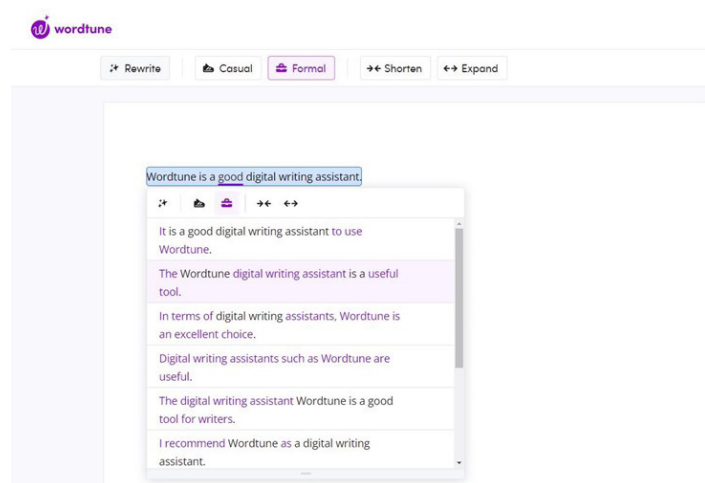 wordtune
Rewrite Casual Formal Shorten Expand
Wordtune is a good digital writing assistant.
It is a good digital writing assistant to use
Wordtune.
The Wordtune digital writing assistant is a useful
tool.
In terms of digital writing assistants, Wordtune is
an excellent choice.
Digital writing assistants such as Wordtune are
useful.
The digital writing assistant Wordtune is a good
tool for writers.
I recommend Wordtune as a digital writing
assistant.